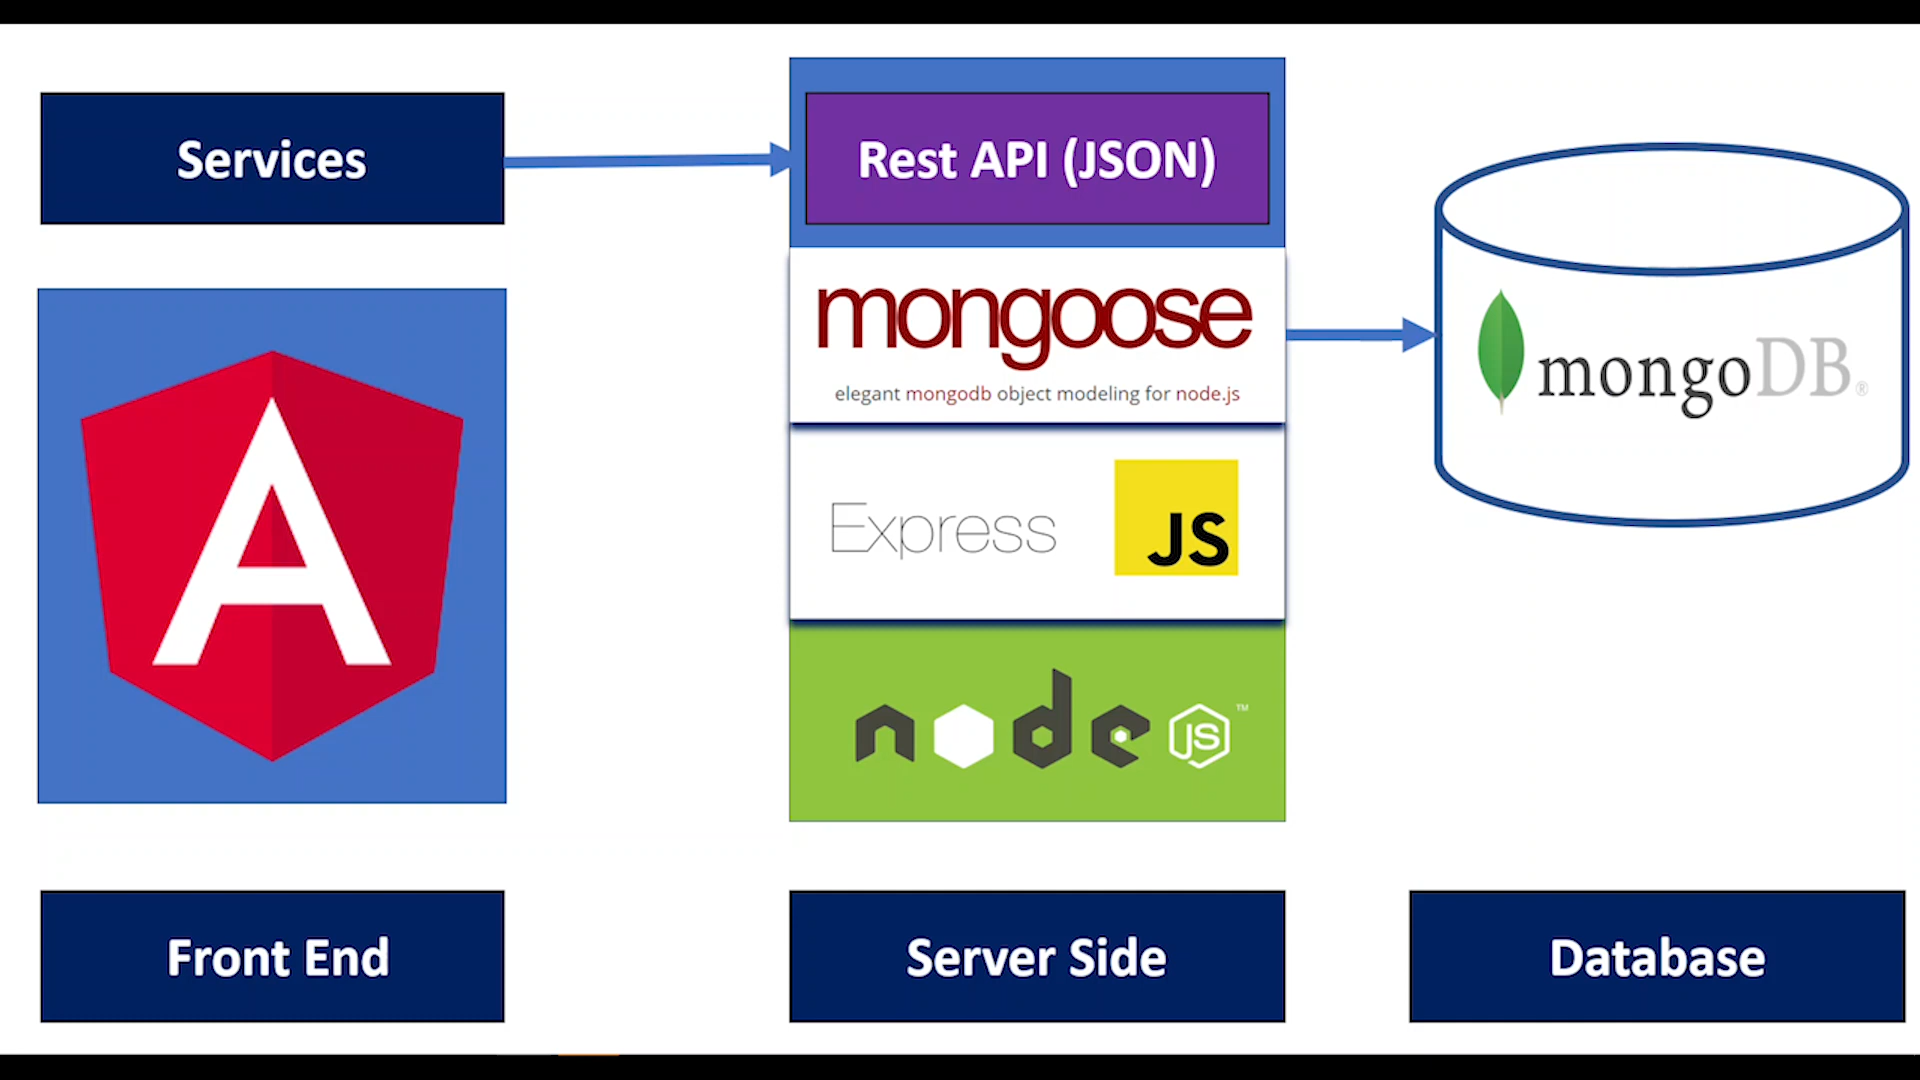 Services
Rest API (JSON)
mongoose
elegant mongodb object modeling for node.js
mongoDB®
Express
JS
node JS™
A
Front End
Server Side
Database